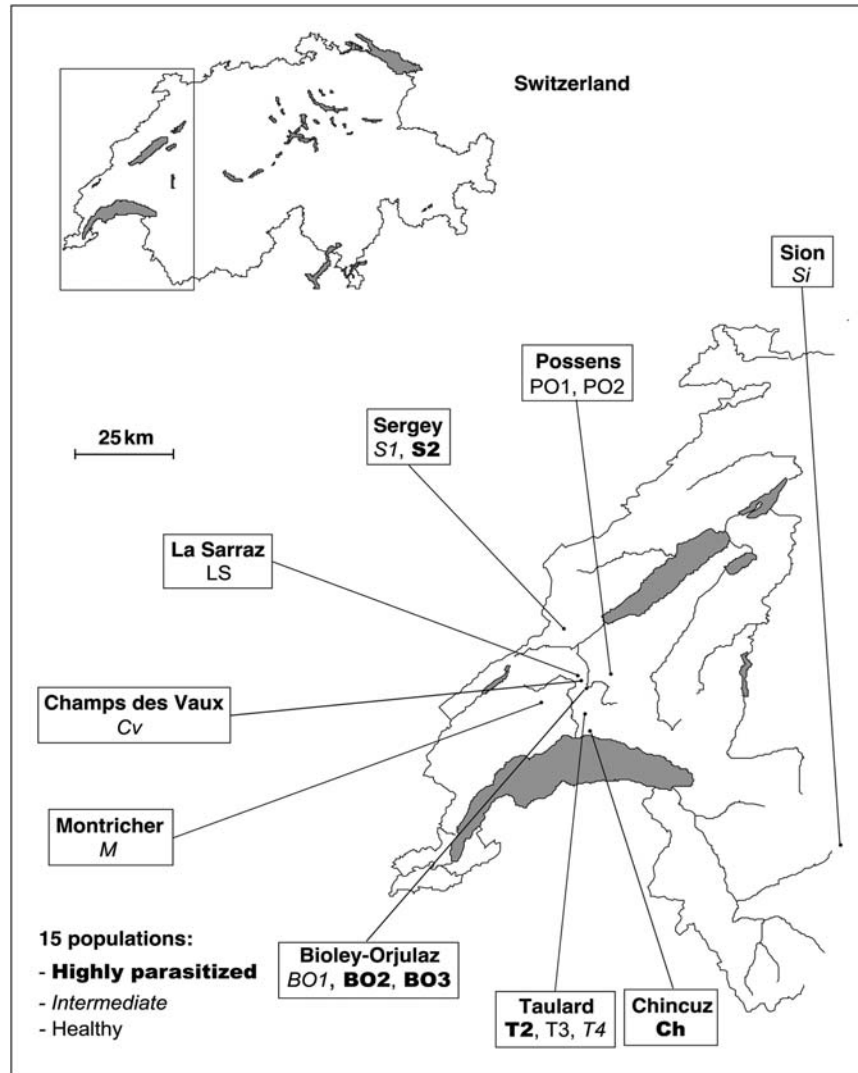 Switzerland
Sion
Si
Possens
PO1, PO2
25 km
Sergey
S1, S2
La Sarraz
LS
Champs des Vaux
Cv
Montricher
M
15 populations:
- Highly parasitized
- Intermediate
- Healthy
Bioley-Orjulaz
BO1, BO2, BO3
Taulard
T2, T3, T4
Chincuz
Ch